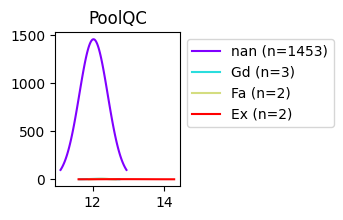 PoolQC
1500
1000
500
0
12
14
nan (n=1453)
Gd (n=3)
Fa (n=2)
Ex (n=2)